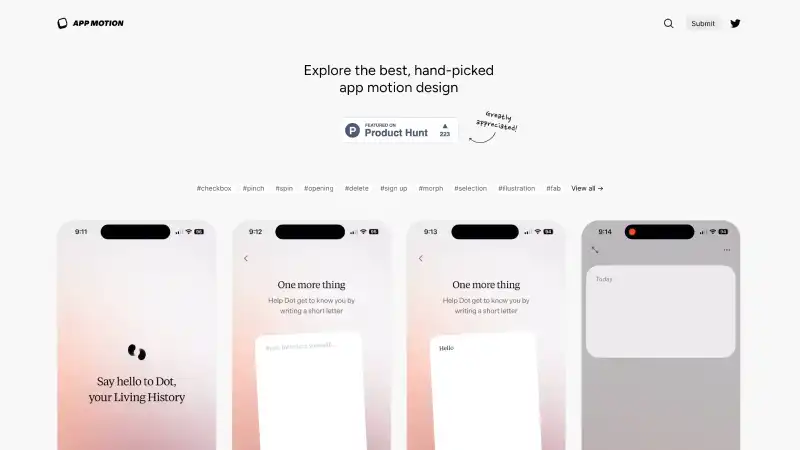 APP MOTION
Submit
Explore the best, hand-picked
app motion design
FEATURED ON
Product Hunt
223
Greatly
appreciated!
#checkbox #pinch #spin #opening #delete #sign up #morph #selection #illustration #fab View all →
9:11
96
Say hello to Dot,
your Living History
9:12
One more thing
Help Dot get to know you by
writing a short letter
9:13
94
One more thing
Help Dot get to know you by
writing a short letter
Hello
9:14
94
Today